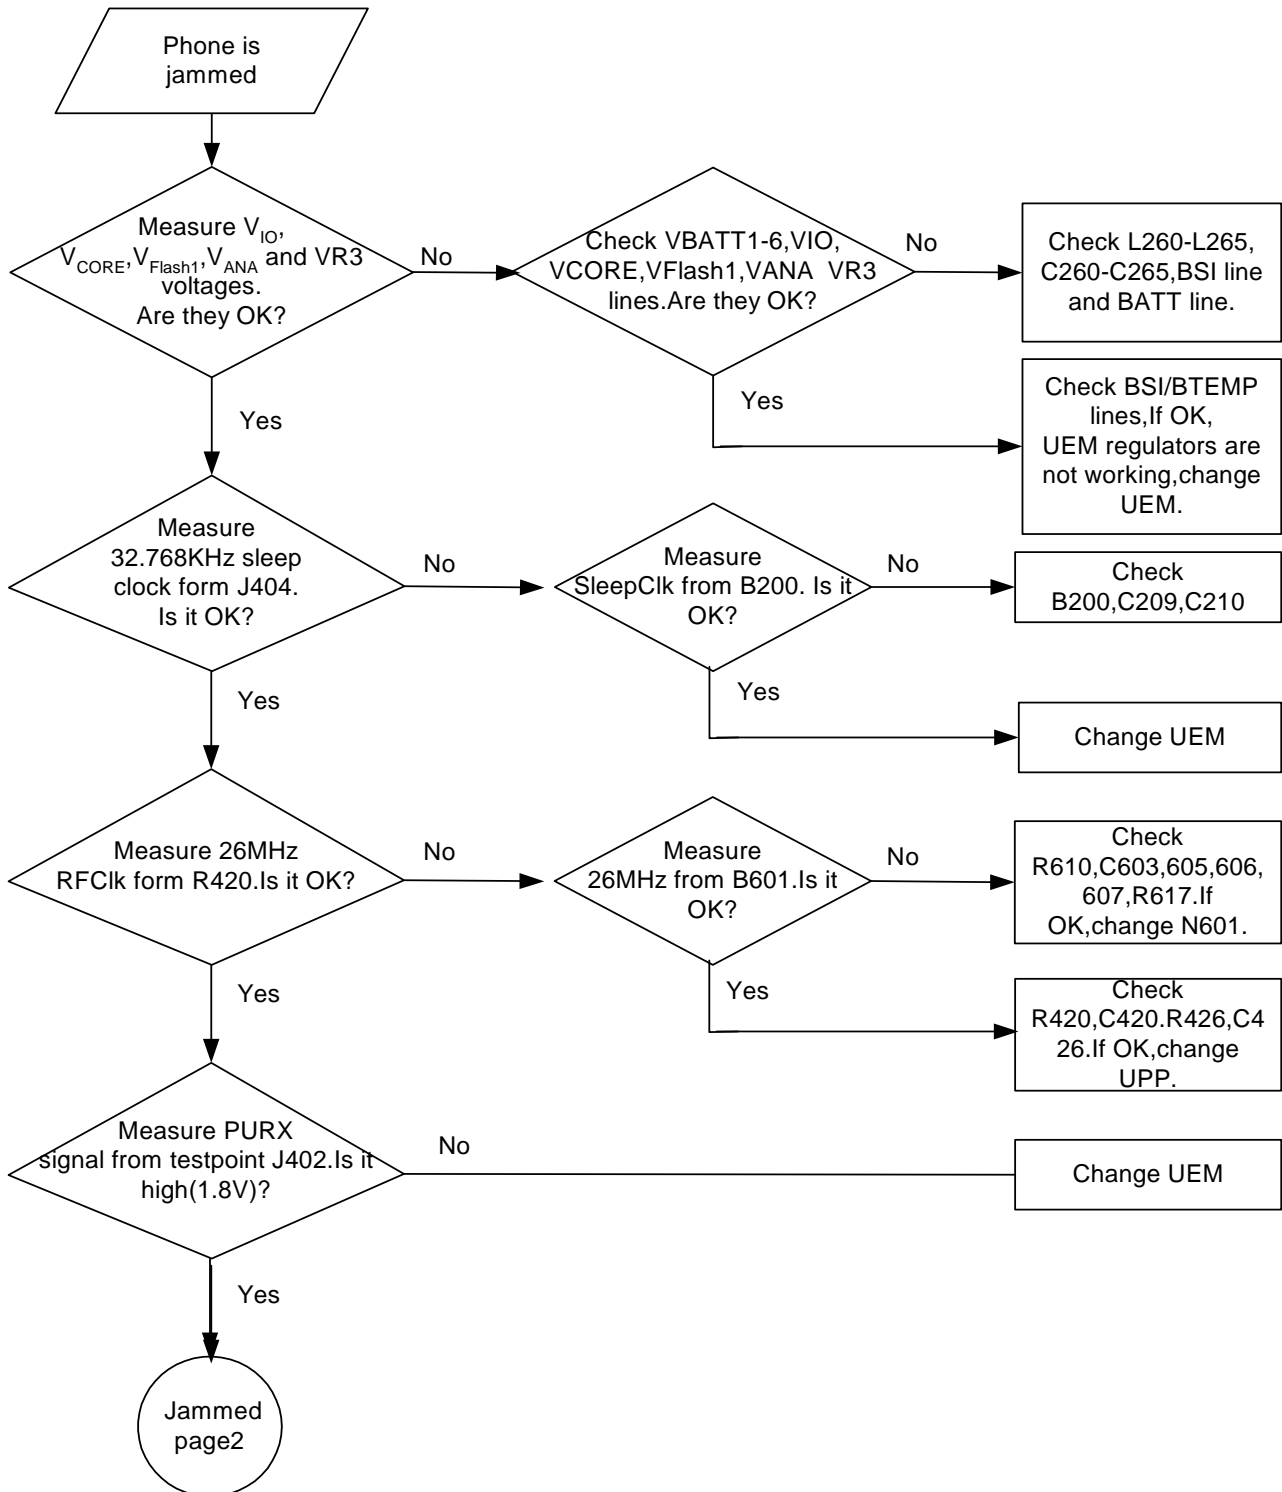 Phone is
jammed
Measure VIO,
VCORE,VFlash1,VANA and VR3
voltages.
Are they OK?
No
Check VBATT1-6,VIO,
VCORE,VFlash1,VANA VR3
lines.Are they OK?
No
Check L260-L265,
C260-C265,BSI line
and BATT line.
Yes
Check BSI/BTEMP
lines,If OK,
UEM regulators are
not working,change
UEM.
Yes
Measure
32.768KHz sleep
clock form J404.
Is it OK?
No
Measure
SleepClk from B200. Is it
OK?
No
Check
B200,C209,C210
Yes
Change UEM
Yes
Measure 26MHz
RFClk form R420.Is it OK?
No
Measure
26MHz from B601.Is it
OK?
No
Check
R610,C603,605,606,
607,R617.If
OK,change N601.
Yes
Check
R420,C420.R426,C4
26.If OK,change
UPP.
Yes
Measure PURX
signal from testpoint J402.Is it
high(1.8V)?
No
Change UEM
Yes
Jammed
page2